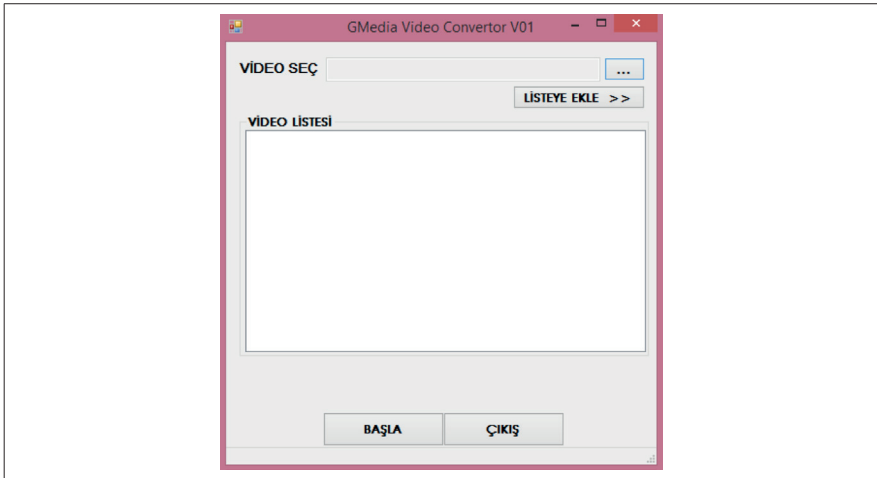 GMedia Video Convertor V01
VİDEO SEÇ ...
LİSTEYE EKLE >>
VİDEO LİSTESİ
BAŞLA ÇIKIŞ